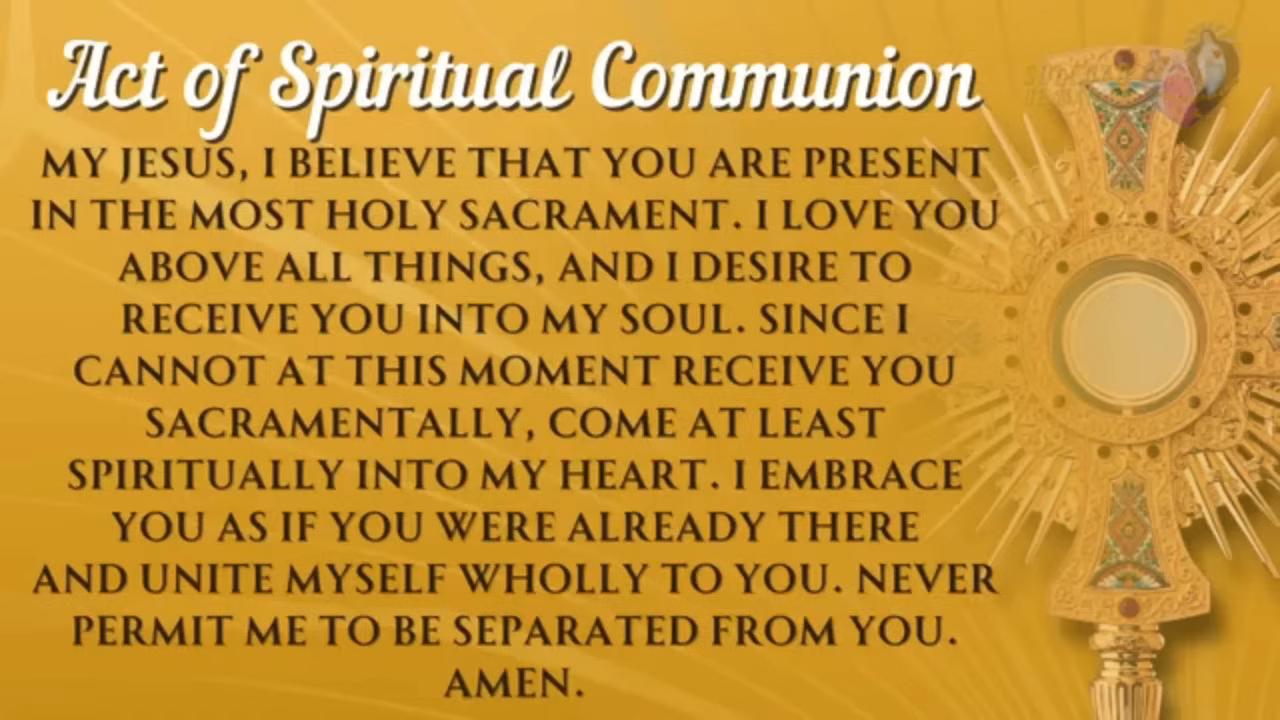 Act of Spiritual Communion
MY JESUS, I BELIEVE THAT YOU ARE PRESENT
IN THE MOST HOLY SACRAMENT. I LOVE YOU
ABOVE ALL THINGS, AND I DESIRE TO
RECEIVE YOU INTO MY SOUL. SINCE I
CANNOT AT THIS MOMENT RECEIVE YOU
SACRAMENTALLY, COME AT LEAST
SPIRITUALLY INTO MY HEART. I EMBRACE
YOU AS IF YOU WERE ALREADY THERE
AND UNITE MYSELF WHOLLY TO YOU. NEVER
PERMIT ME TO BE SEPARATED FROM YOU.
AMEN.